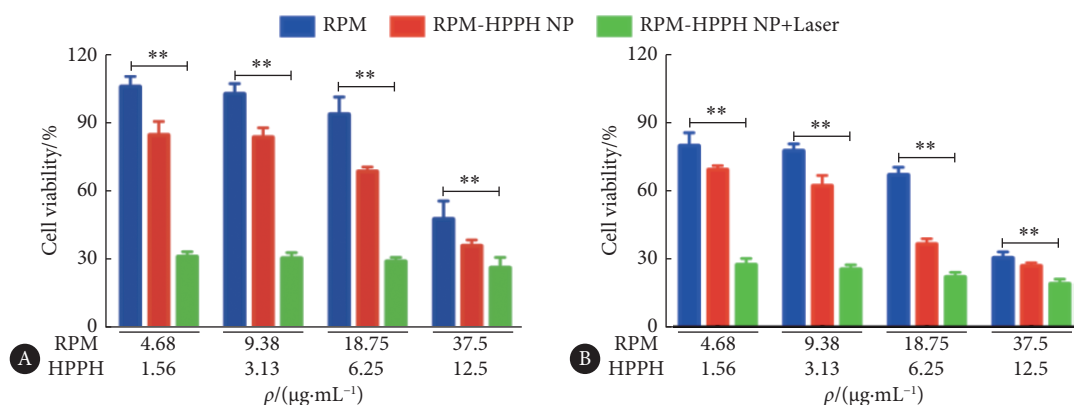 RPM RPM-HPPH NP RPM-HPPH NP+Laser
120
90
60
30
0
Cell viability/%
** ** ** **
A
RPM 4.68 9.38 18.75 37.5
HPPH 1.56 3.13 6.25 12.5
ρ/(μg·mL⁻¹)
120
90
60
30
0
Cell viability/%
** ** ** **
B
RPM 4.68 9.38 18.75 37.5
HPPH 1.56 3.13 6.25 12.5
ρ/(μg·mL⁻¹)